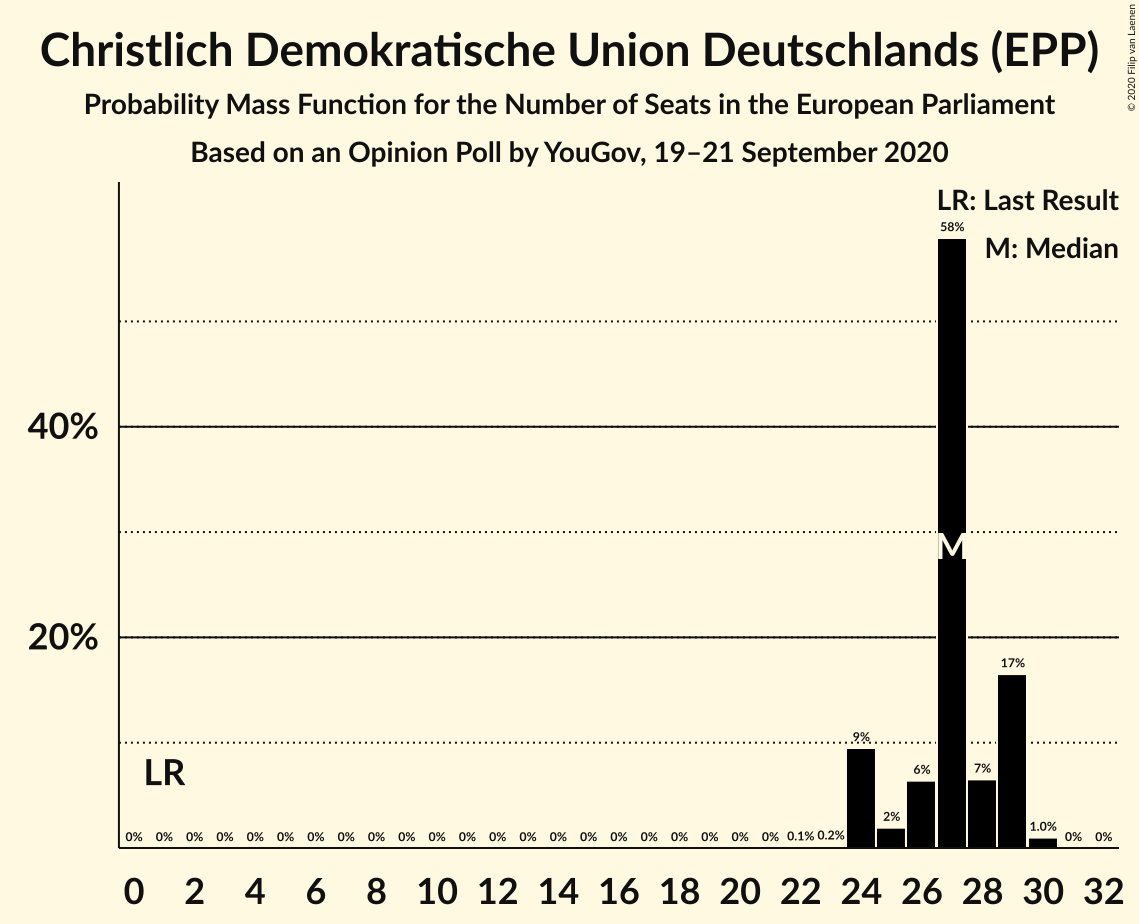 Christlich Demokratische Union Deutschlands (EPP)
Probability Mass Function for the Number of Seats in the European Parliament
Based on an Opinion Poll by YouGov, 19–21 September 2020
© 2020 Filip van Laenen
LR: Last Result
58%
M: Median
40%
M
20%
17%
9%
LR
6% 7%
2%
1.0%
0% 0% 0% 0% 0% 0% 0% 0% 0% 0% 0% 0% 0% 0% 0% 0% 0% 0% 0% 0% 0% 0% 0.1% 0.2% 0% 0%
0 2 4 6 8 10 12 14 16 18 20 22 24 26 28 30 32